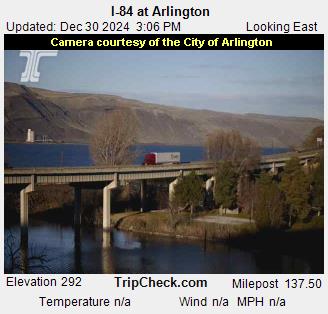 I-84 at Arlington
Updated: Dec 30 2024 3:06 PM Looking East
Camera courtesy of the City of Arlington
Elevation 292 TripCheck.com Milepost 137.50
Temperature n/a Wind n/a MPH n/a